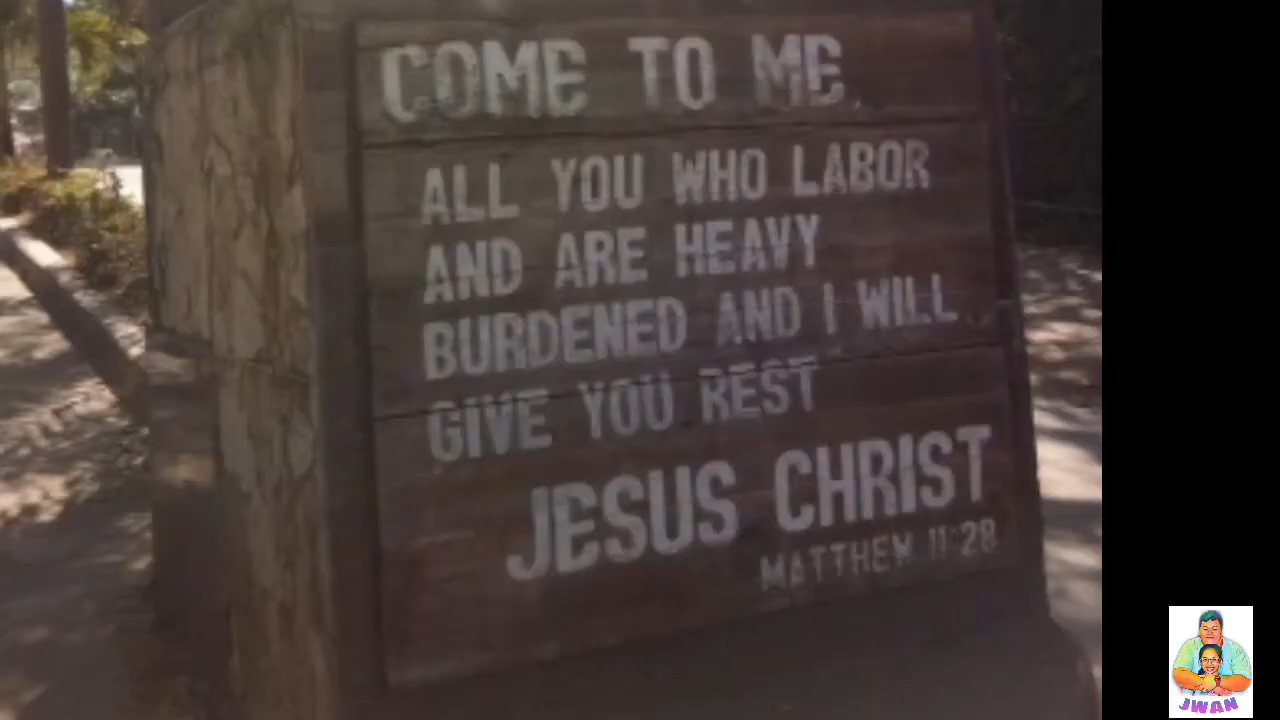 COME TO ME,
ALL YOU WHO LABOR
AND ARE HEAVY
BURDENED AND I WILL
GIVE YOU REST
JESUS CHRIST
MATTHEW 11:28
JWAN